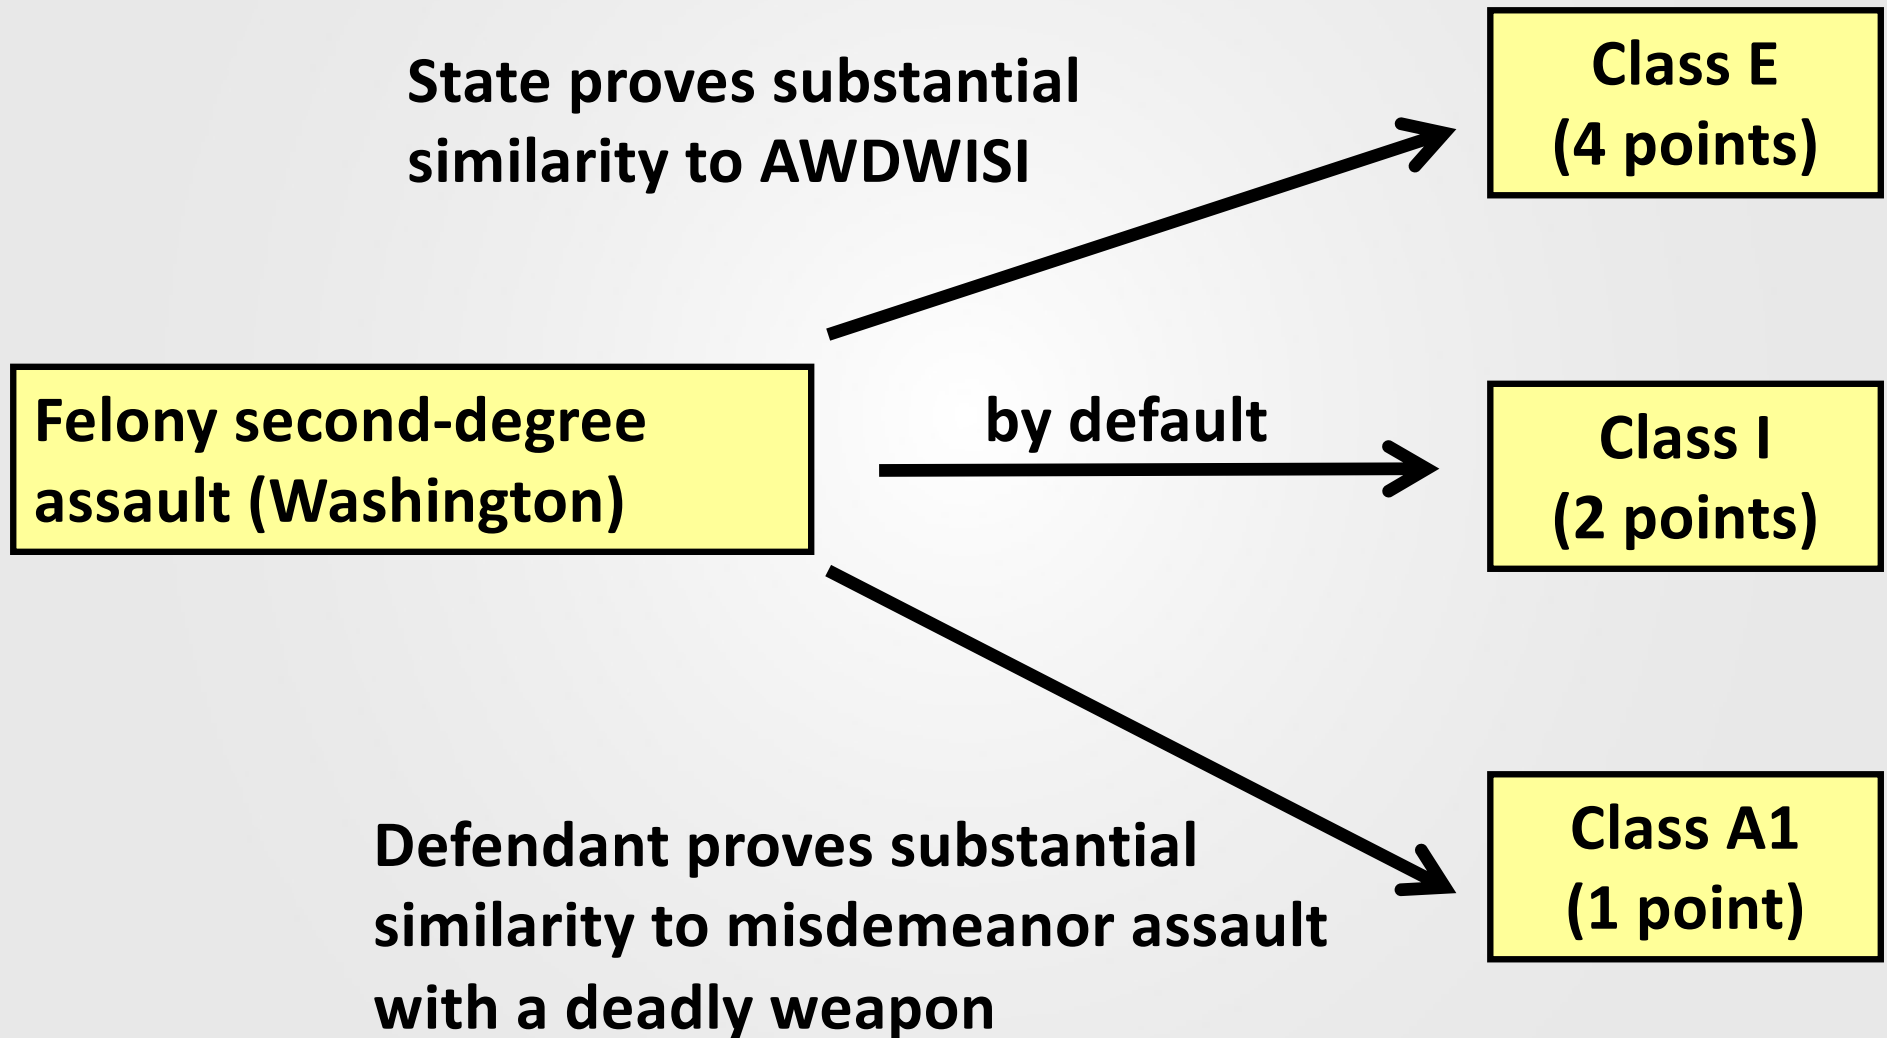 State proves substantial
similarity to AWDWISI
Class E
(4 points)
Felony second-degree
assault (Washington)
by default
Class I
(2 points)
Defendant proves substantial
similarity to misdemeanor assault
with a deadly weapon
Class A1
(1 point)